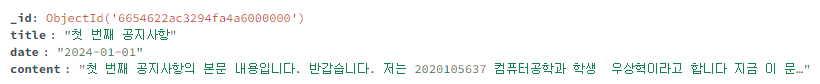 _id: ObjectId('6654622ac3294fa4a6000000')
title : "첫 번째 공지사항"
date : "2024-01-01"
content : "첫 번째 공지사항의 본문 내용입니다. 반갑습니다. 저는 2020105637 컴퓨터공학과 학생  우상혁이라고 합니다 지금 이 문…"